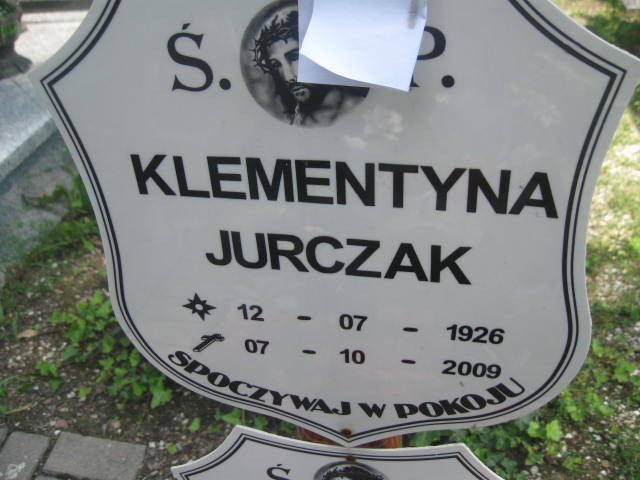 Ś. P.
KLEMENTYNA
JURCZAK
12 - 07 - 1926
07 - 10 - 2009
SPOCZYWAJ W POKOJU
Ś